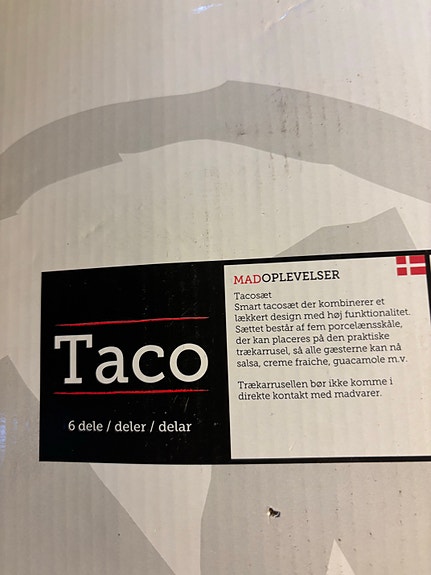 Taco
6 dele / deler / delar
MADOPLEVELSER
Tacosæt
Smart tacosæt der kombinerer et
lækkert design med høj funktionalitet.
Sættet består af fem porcelænsskåle,
der kan placeres på den praktiske
trækarrusel, så alle gæsterne kan nå
salsa, creme fraiche, guacamole m.v.
Trækarrusellen bør ikke komme i
direkte kontakt med madvarer.